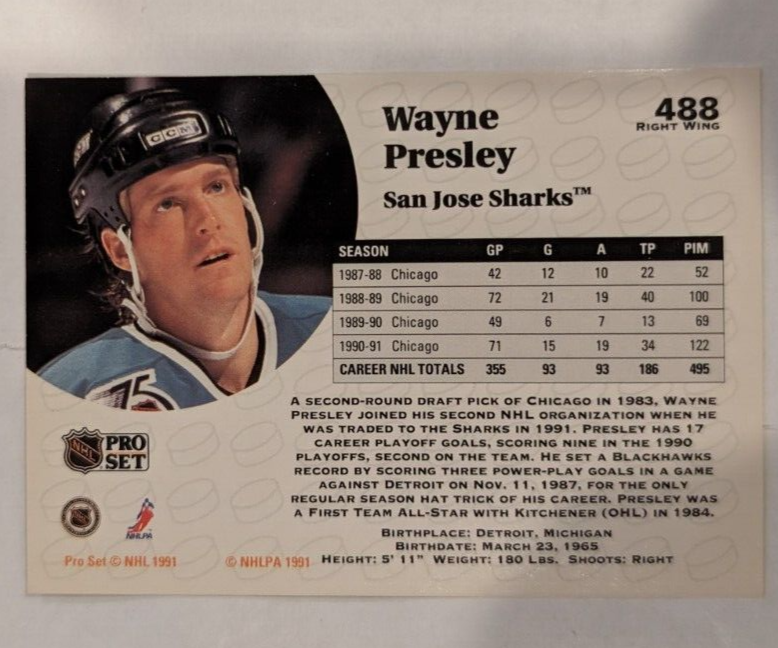 CCM
Wayne
Presley
San Jose Sharks™
488
RIGHT WING
SEASON GP G A TP PIM
1987-88 Chicago 42 12 10 22 52
1988-89 Chicago 72 21 19 40 100
1989-90 Chicago 49 6 7 13 69
1990-91 Chicago 71 15 19 34 122
CAREER NHL TOTALS 355 93 93 186 495
A SECOND-ROUND DRAFT PICK OF CHICAGO IN 1983, WAYNE
PRESLEY JOINED HIS SECOND NHL ORGANIZATION WHEN HE
WAS TRADED TO THE SHARKS IN 1991. PRESLEY HAS 17
CAREER PLAYOFF GOALS, SCORING NINE IN THE 1990
PLAYOFFS, SECOND ON THE TEAM. HE SET A BLACKHAWKS
RECORD BY SCORING THREE POWER-PLAY GOALS IN A GAME
AGAINST DETROIT ON NOV. 11, 1987, FOR THE ONLY
REGULAR SEASON HAT TRICK OF HIS CAREER. PRESLEY WAS
A FIRST TEAM ALL-STAR WITH KITCHENER (OHL) IN 1984.
BIRTHPLACE: DETROIT, MICHIGAN
BIRTHDATE: MARCH 23, 1965
HEIGHT: 5' 11" WEIGHT: 180 LBS. SHOOTS: RIGHT
75
NHL
PRO
SET
NHLPA
Pro Set © NHL 1991
© NHLPA 1991